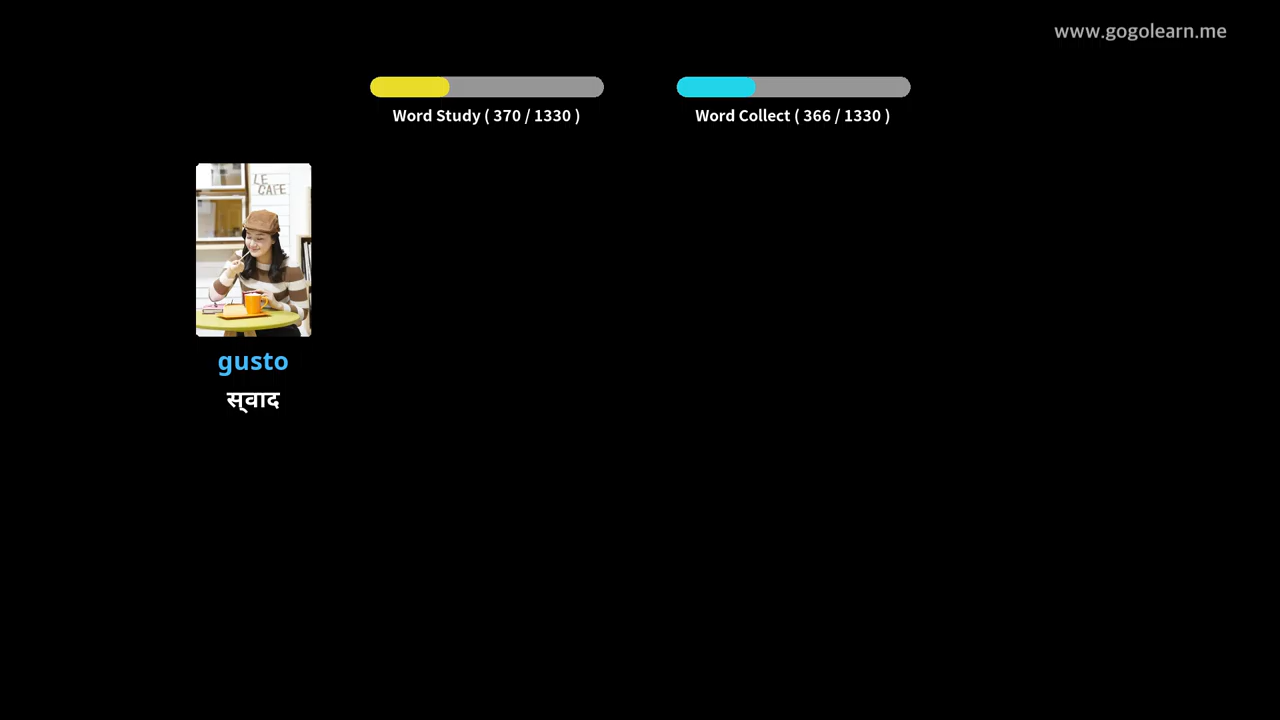 www.gogolearn.me
Word Study ( 370 / 1330 )
Word Collect ( 366 / 1330 )
LE
CAFE
gusto
स्वाद